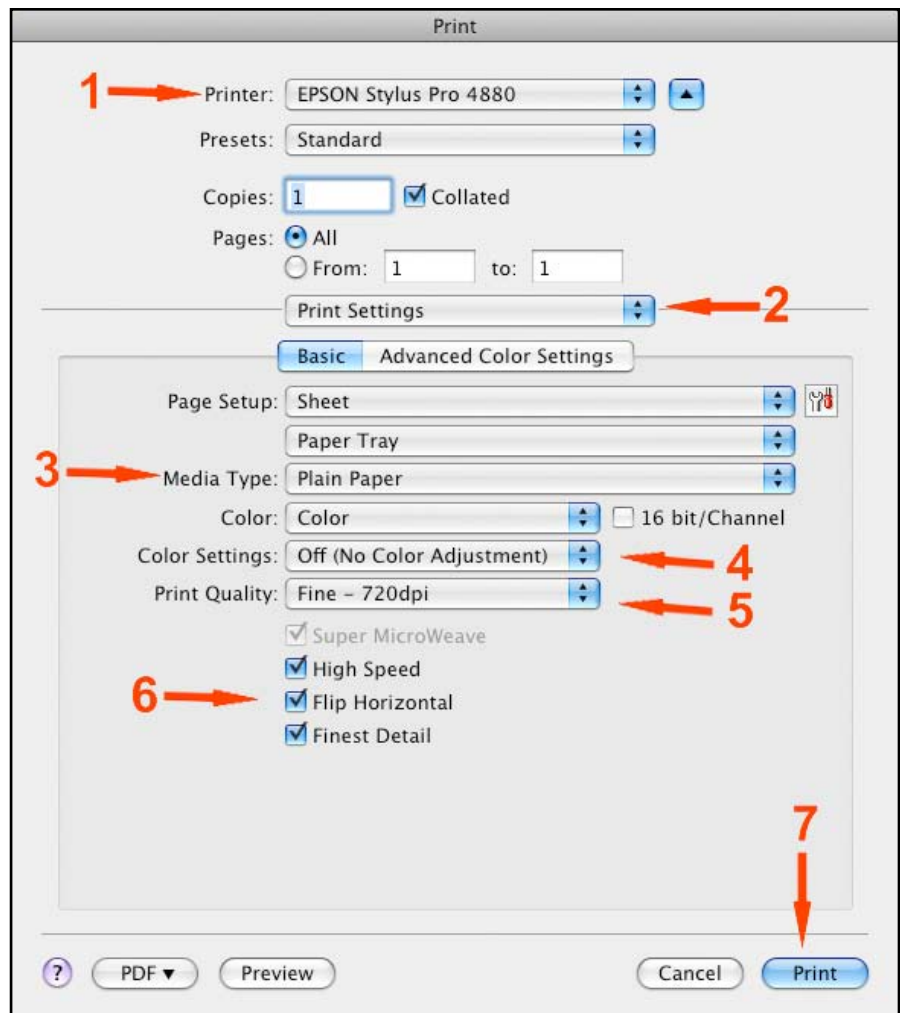 Print
1 Printer: EPSON Stylus Pro 4880
Presets: Standard
Copies: 1 Collated
Pages: All
From: 1 to: 1
Print Settings 2
Basic Advanced Color Settings
Page Setup: Sheet
Paper Tray
3 Media Type: Plain Paper
Color: Color 16 bit/Channel
Color Settings: Off (No Color Adjustment) 4
Print Quality: Fine – 720dpi 5
Super MicroWeave
High Speed
6 Flip Horizontal
Finest Detail
7
? PDF ▼ Preview Cancel Print